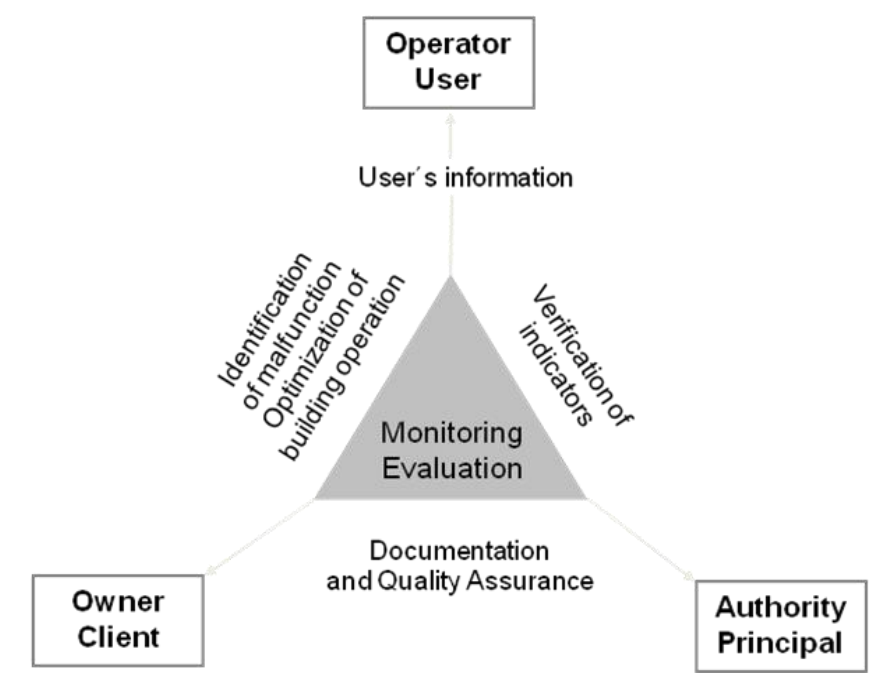 Operator
User
User´s information
Identification
of malfunction
Optimization of
building operation
Verification of
indicators
Monitoring
Evaluation
Documentation
and Quality Assurance
Owner
Client
Authority
Principal